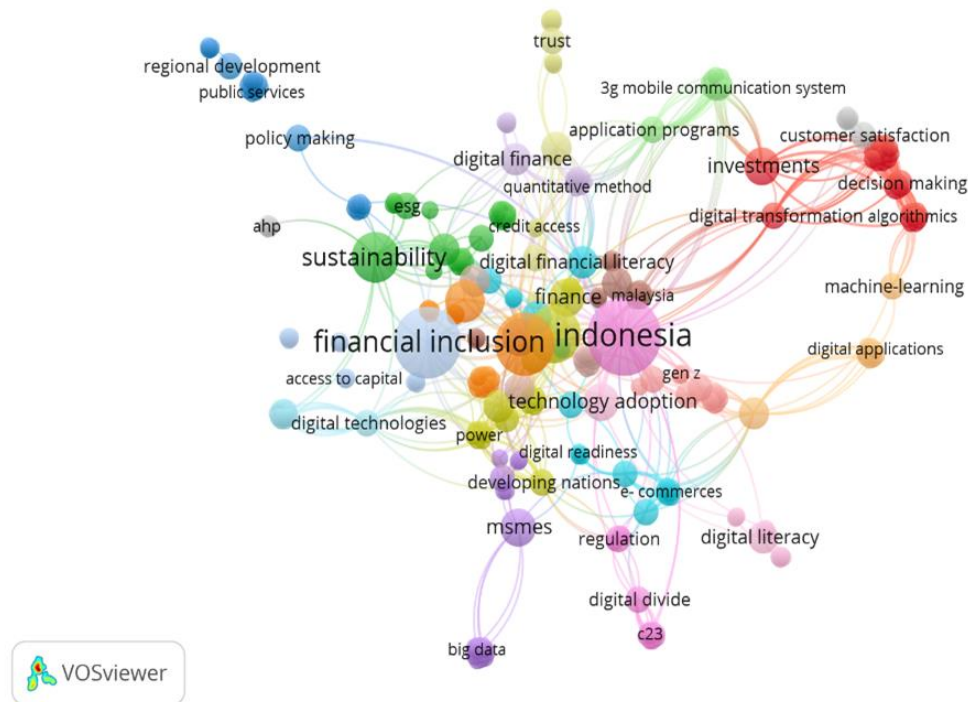 trust
regional development
public services
3g mobile communication system
policy making
application programs
customer satisfaction
digital finance
investments
quantitative method
decision making
esg
digital transformation
algorithmics
ahp
credit access
sustainability
digital financial literacy
machine-learning
finance
malaysia
financial inclusion
indonesia
digital applications
access to capital
gen z
technology adoption
digital technologies
power
digital readiness
developing nations
e- commerces
msmes
regulation
digital literacy
digital divide
c23
big data
VOSviewer